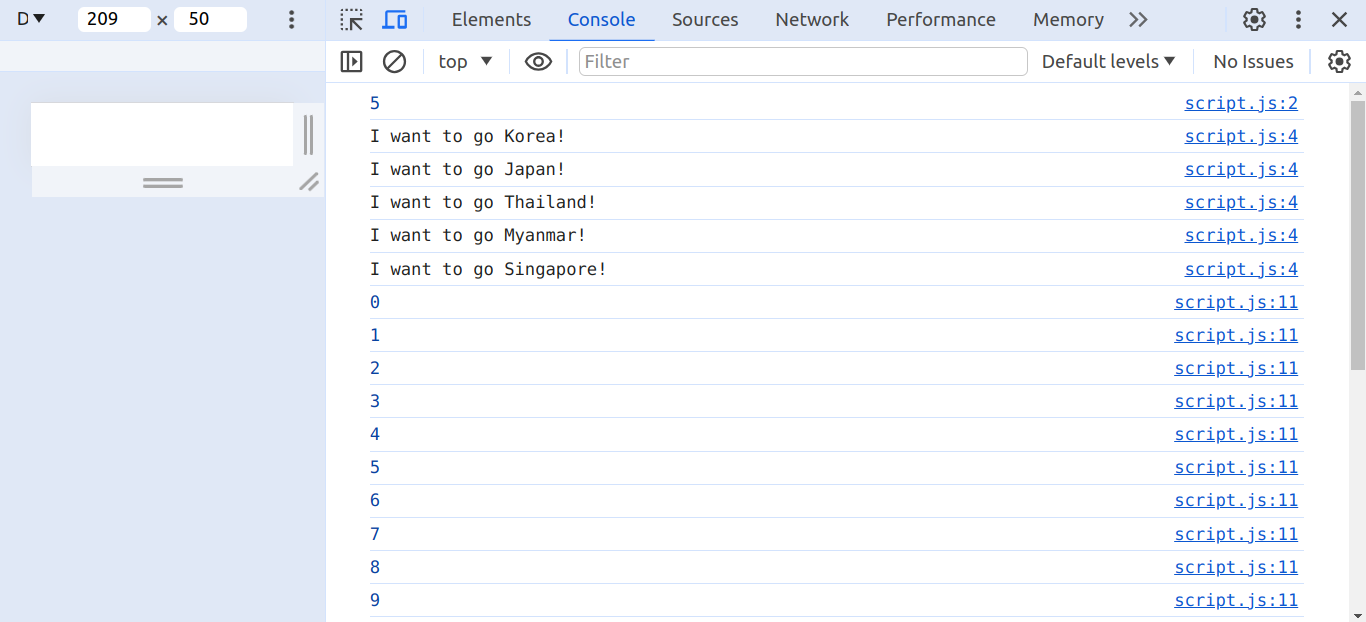 D 209 × 50 Elements Console Sources Network Performance Memory
top Filter Default levels No Issues
5 script.js:2
I want to go Korea! script.js:4
I want to go Japan! script.js:4
I want to go Thailand! script.js:4
I want to go Myanmar! script.js:4
I want to go Singapore! script.js:4
0 script.js:11
1 script.js:11
2 script.js:11
3 script.js:11
4 script.js:11
5 script.js:11
6 script.js:11
7 script.js:11
8 script.js:11
9 script.js:11